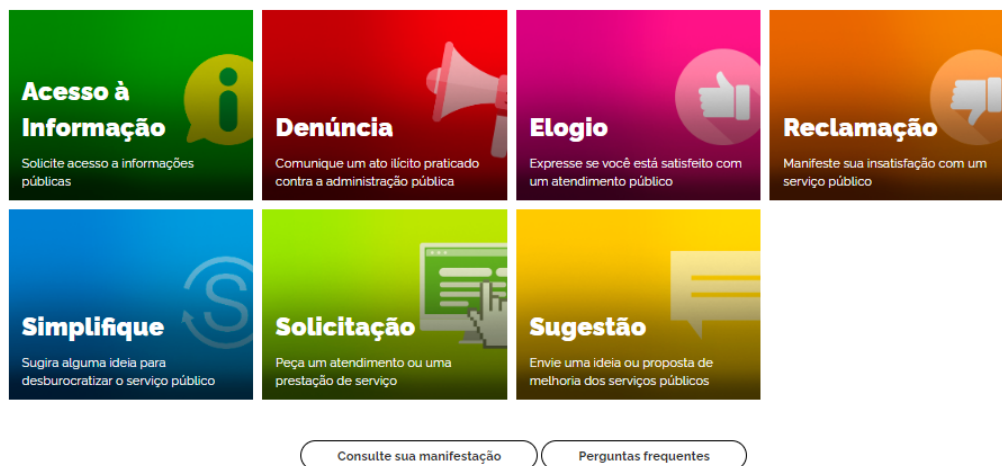 Acesso à
Informação
Solicite acesso a informações
públicas
Denúncia
Comunique um ato ilícito praticado
contra a administração pública
Elogio
Expresse se você está satisfeito com
um atendimento público
Reclamação
Manifeste sua insatisfação com um
serviço público
Simplifique
Sugira alguma ideia para
desburocratizar o serviço público
Solicitação
Peça um atendimento ou uma
prestação de serviço
Sugestão
Envie uma ideia ou proposta de
melhoria dos serviços públicos
Consulte sua manifestação
Perguntas frequentes